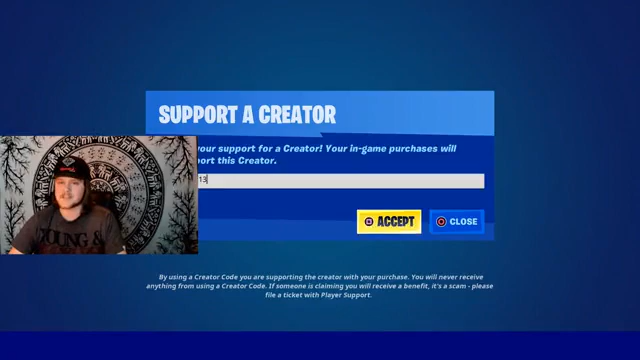 SUPPORT A CREATOR
your support for a Creator! Your in-game purchases will
port this Creator.
13
ACCEPT
CLOSE
YOUNG &
By using a Creator Code you are supporting the creator with your purchase. You will never receive
anything from using a Creator Code. If someone is claiming you will receive a benefit, it's a scam - please
file a ticket with Player Support.